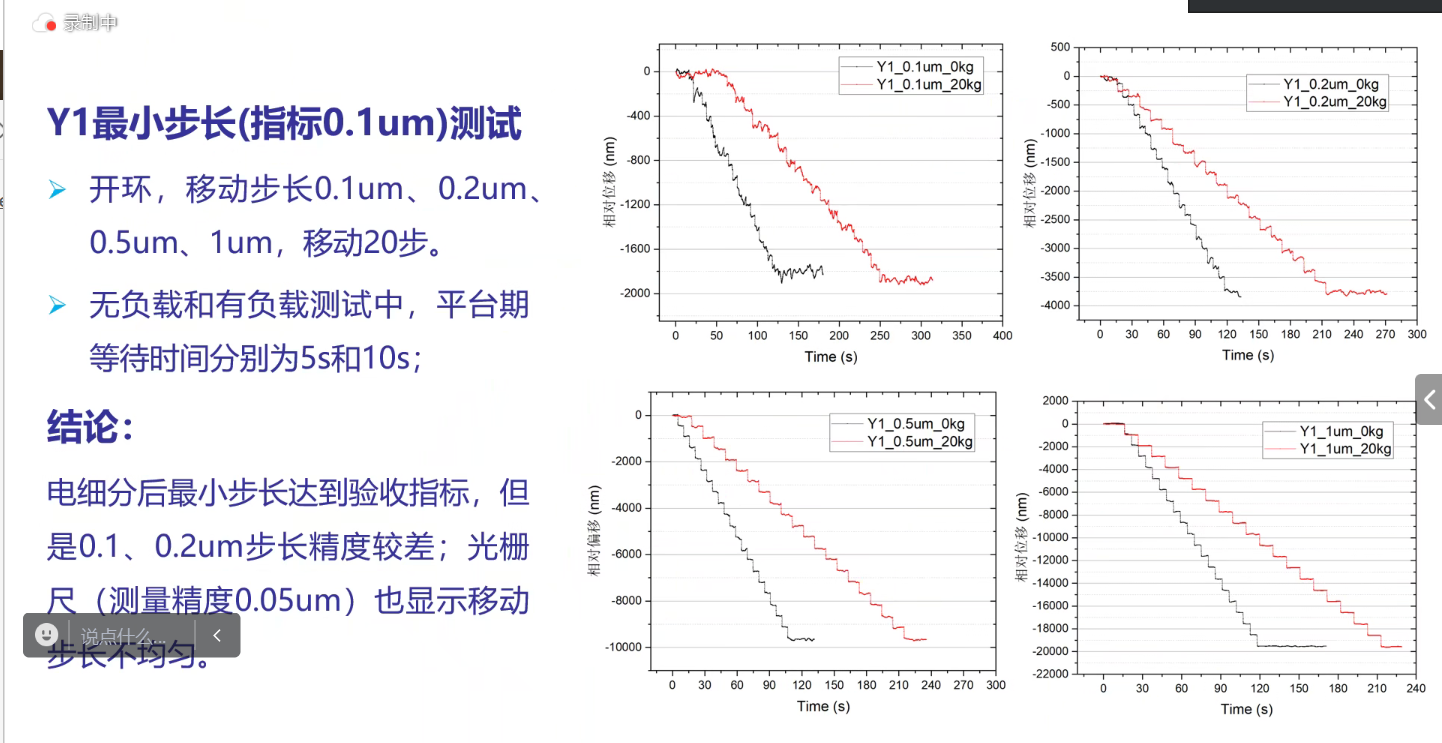 录制中
Y1最小步长(指标0.1um)测试
开环，移动步长0.1um、0.2um、
0.5um、1um，移动20步。
无负载和有负载测试中，平台期
等待时间分别为5s和10s；
结论：
电细分后最小步长达到验收指标，但
是0.1、0.2um步长精度较差；光栅
尺（测量精度0.05um）也显示移动
步长不均匀。
说点什么...
Y1_0.1um_0kg
Y1_0.1um_20kg
相对位移 (nm)
0
-400
-800
-1200
-1600
-2000
0 50 100 150 200 250 300 350 400
Time (s)
Y1_0.2um_0kg
Y1_0.2um_20kg
相对位移 (nm)
500
0
-500
-1000
-1500
-2000
-2500
-3000
-3500
-4000
0 30 60 90 120 150 180 210 240 270 300
Time (s)
Y1_0.5um_0kg
Y1_0.5um_20kg
相对偏移 (nm)
0
-2000
-4000
-6000
-8000
-10000
0 30 60 90 120 150 180 210 240 270 300
Time (s)
Y1_1um_0kg
Y1_1um_20kg
相对位移 (nm)
2000
0
-2000
-4000
-6000
-8000
-10000
-12000
-14000
-16000
-18000
-20000
-22000
0 30 60 90 120 150 180 210 240
Time (s)